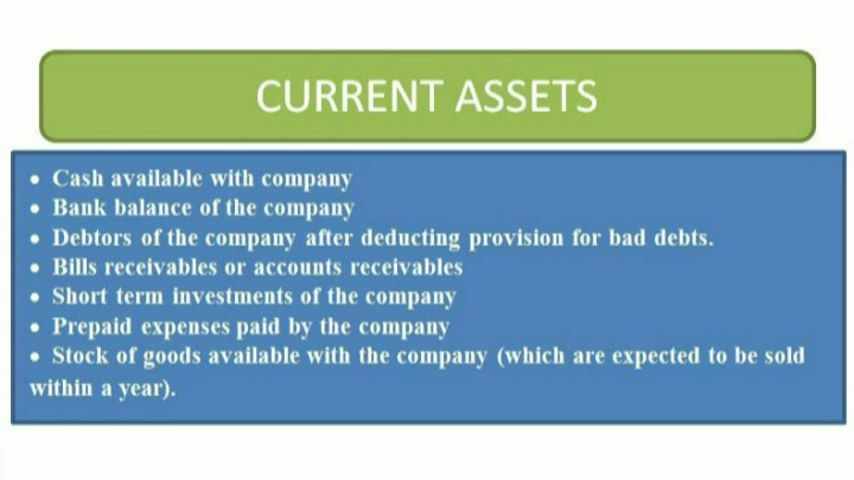 CURRENT ASSETS
• Cash available with company
• Bank balance of the company
• Debtors of the company after deducting provision for bad debts.
• Bills receivables or accounts receivables
• Short term investments of the company
• Prepaid expenses paid by the company
• Stock of goods available with the company (which are expected to be sold
within a year).